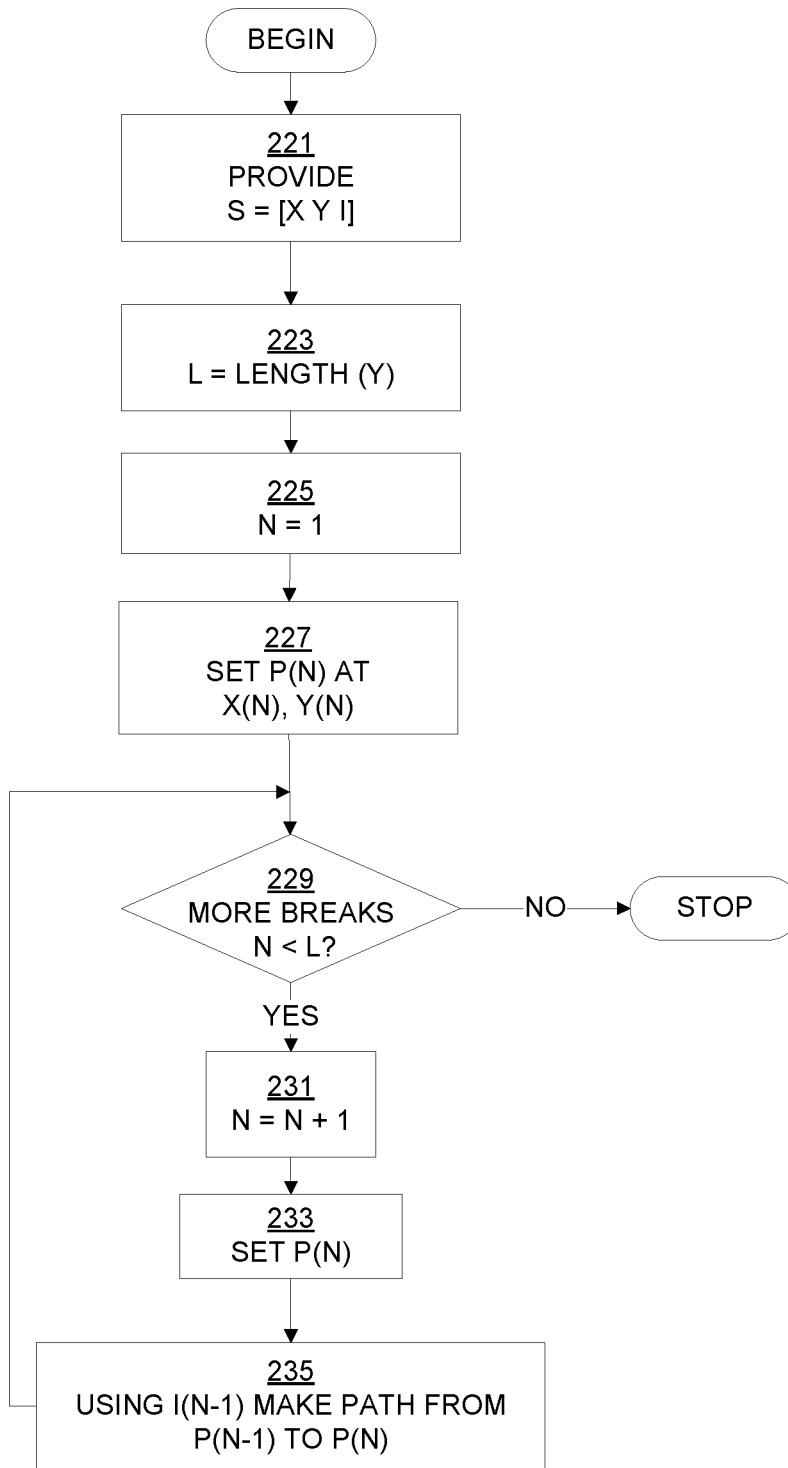 BEGIN
221
PROVIDE
S = [X Y I]
223
L = LENGTH (Y)
225
N = 1
227
SET P(N) AT
X(N), Y(N)
229
MORE BREAKS
N < L?
NO
STOP
YES
231
N = N + 1
233
SET P(N)
235
USING I(N-1) MAKE PATH FROM
P(N-1) TO P(N)